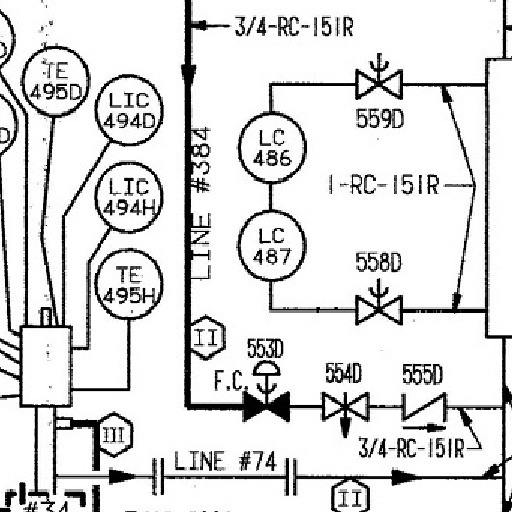 3/4-RC-151R
TE
495D
LIC
494D
559D
LC
486
LINE #384
LIC
494H
1-RC-151R
LC
487
558D
TE
495H
II
553D
F.C.
554D
555D
III
3/4-RC-151R
LINE #74
II
#34